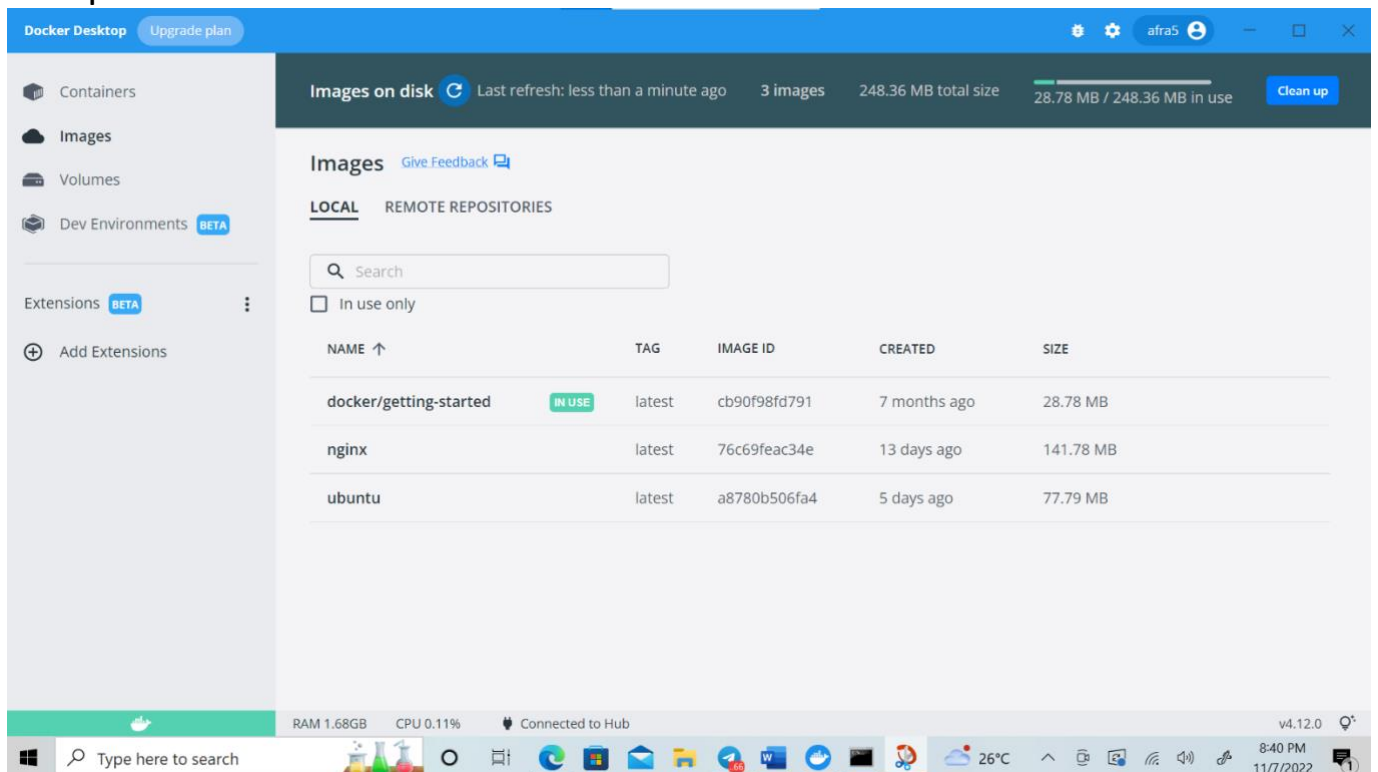 Docker Desktop Upgrade plan afra5
Containers
Images
Volumes
Dev Environments BETA
Extensions BETA
Add Extensions
Images on disk Last refresh: less than a minute ago 3 images 248.36 MB total size 28.78 MB / 248.36 MB in use Clean up
Images Give Feedback
LOCAL REMOTE REPOSITORIES
Search
In use only
NAME TAG IMAGE ID CREATED SIZE
docker/getting-started IN USE latest cb90f98fd791 7 months ago 28.78 MB
nginx latest 76c69feac34e 13 days ago 141.78 MB
ubuntu latest a8780b506fa4 5 days ago 77.79 MB
RAM 1.68GB CPU 0.11% Connected to Hub v4.12.0
Type here to search 66 W 26°C 8:40 PM
11/7/2022 1